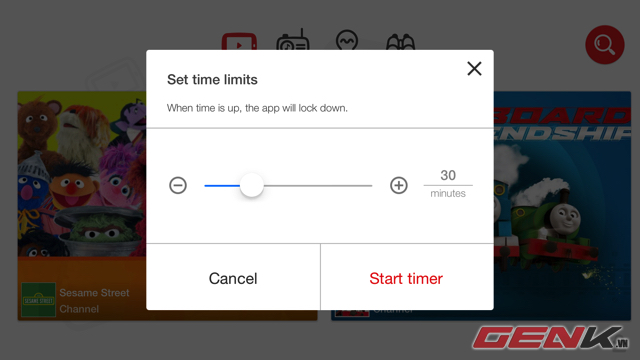 Set time limits
When time is up, the app will lock down.
30
minutes
Cancel
Start timer
BOARD
ENDSHIP
SESAME STREET
Sesame Street
Channel
Channel
GENK.VN